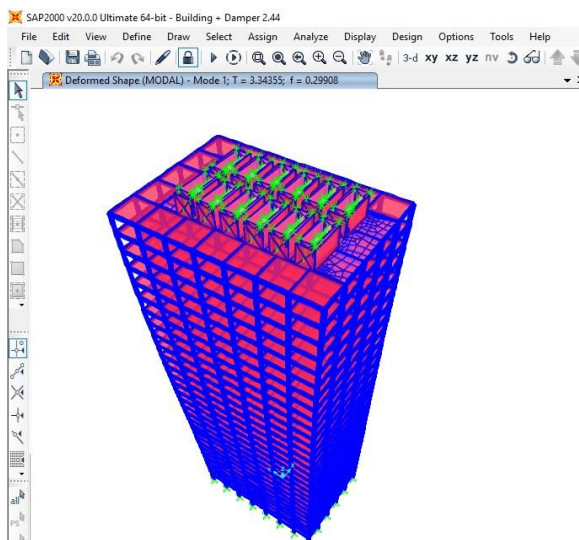 SAP2000 v20.0.0 Ultimate 64-bit - Building + Damper 2.44
File Edit View Define Draw Select Assign Analyze Display Design Options Tools Help
3-d xy xz yz nv
Deformed Shape (MODAL) - Mode 1; T = 3.34355; f = 0.29908
all
PS